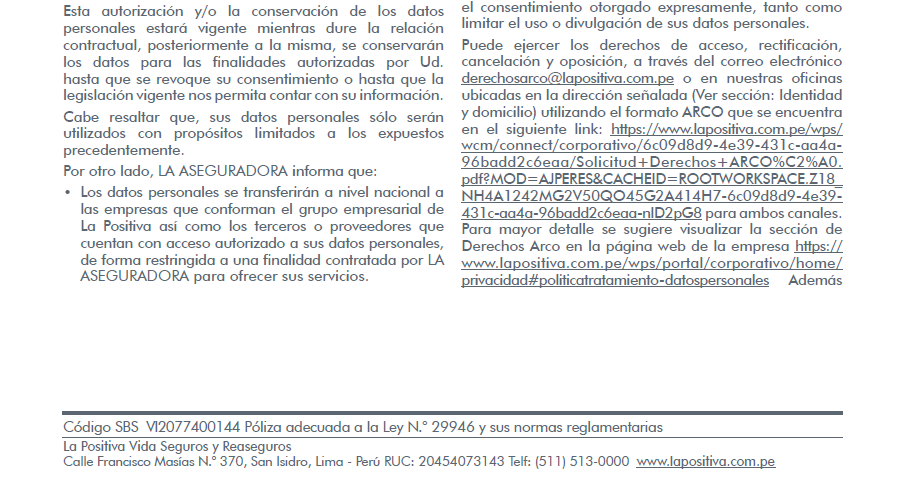 Esta autorización y/o la conservación de los datos
personales estará vigente mientras dure la relación
contractual, posteriormente a la misma, se conservarán
los datos para las finalidades autorizadas por Ud.
hasta que se revoque su consentimiento o hasta que la
legislación vigente nos permita contar con su información.
Cabe resaltar que, sus datos personales sólo serán
utilizados con propósitos limitados a los expuestos
precedentemente.
Por otro lado, LA ASEGURADORA informa que:
• Los datos personales se transferirán a nivel nacional a
las empresas que conforman el grupo empresarial de
La Positiva así como los terceros o proveedores que
cuentan con acceso autorizado a sus datos personales,
de forma restringida a una finalidad contratada por LA
ASEGURADORA para ofrecer sus servicios.
el consentimiento otorgado expresamente, tanto como
limitar el uso o divulgación de sus datos personales.
Puede ejercer los derechos de acceso, rectificación,
cancelación y oposición, a través del correo electrónico
derechosarco@lapositiva.com.pe o en nuestras oficinas
ubicadas en la dirección señalada (Ver sección: Identidad
y domicilio) utilizando el formato ARCO que se encuentra
en el siguiente link: https://www.lapositiva.com.pe/wps/
wcm/connect/corporativo/6c09d8d9-4e39-431c-aa4a-
96badd2c6eaa/Solicitud+Derechos+ARCO%C2%A0.
pdf?MOD=AJPERES&CACHEID=ROOTWORKSPACE.Z18_
NH4A1242MG2V50QO45G2A414H7-6c09d8d9-4e39-
431c-aa4a-96badd2c6eaa-nID2pG8 para ambos canales.
Para mayor detalle se sugiere visualizar la sección de
Derechos Arco en la página web de la empresa https://
www.lapositiva.com.pe/wps/portal/corporativo/home/
privacidad#politicatratamiento-datospersonales Además
Código SBS VI2077400144 Póliza adecuada a la Ley N.° 29946 y sus normas reglamentarias
La Positiva Vida Seguros y Reaseguros
Calle Francisco Masías N.° 370, San Isidro, Lima - Perú RUC: 20454073143 Telf: (511) 513-0000 www.lapositiva.com.pe